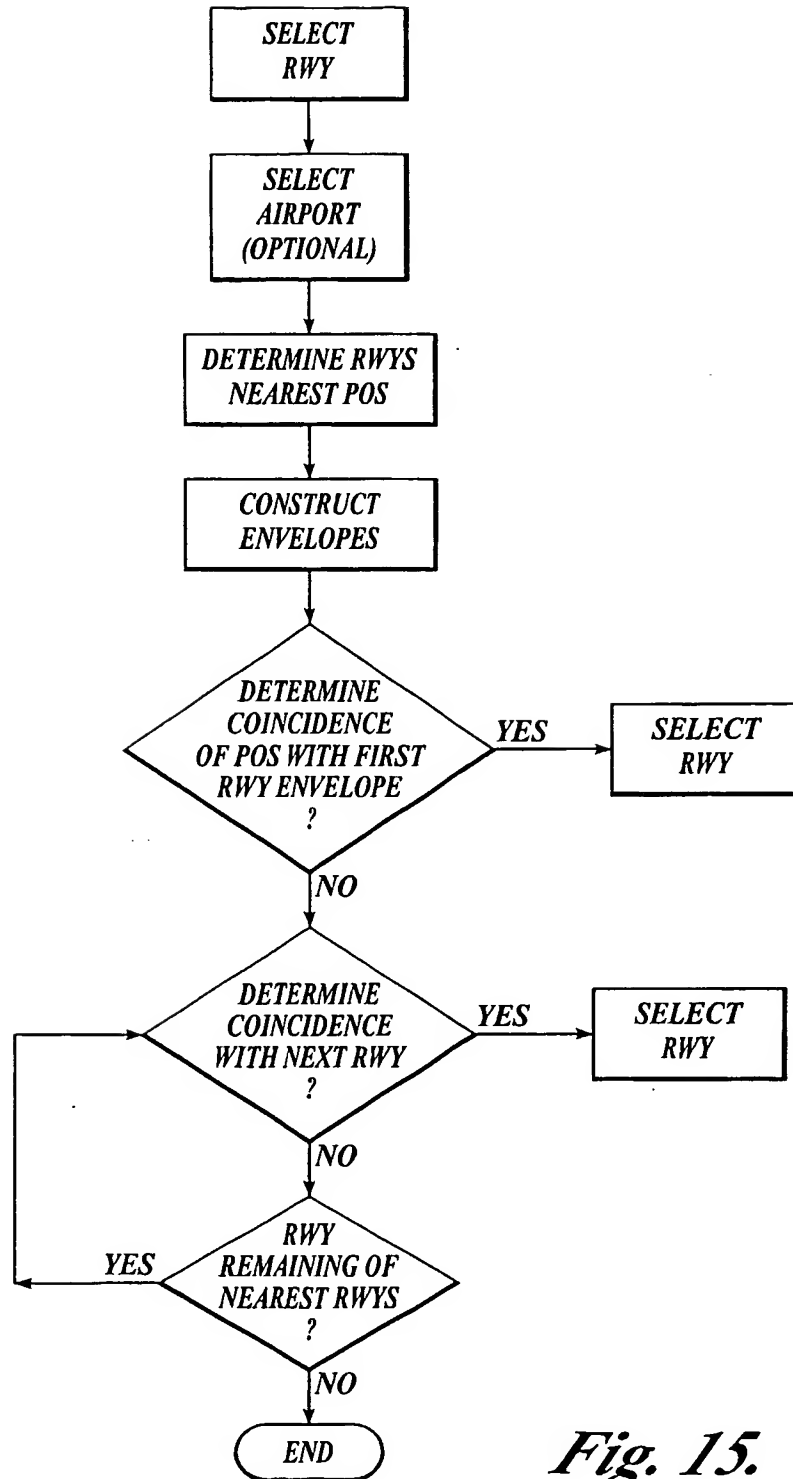 SELECT
RWY
SELECT
AIRPORT
(OPTIONAL)
DETERMINE RWYS
NEAREST POS
CONSTRUCT
ENVELOPES
DETERMINE
COINCIDENCE
OF POS WITH FIRST
RWY ENVELOPE
?
YES
SELECT
RWY
NO
DETERMINE
COINCIDENCE
WITH NEXT RWY
?
YES
SELECT
RWY
NO
RWY
REMAINING OF
NEAREST RWYS
?
YES
NO
END
Fig. 15.